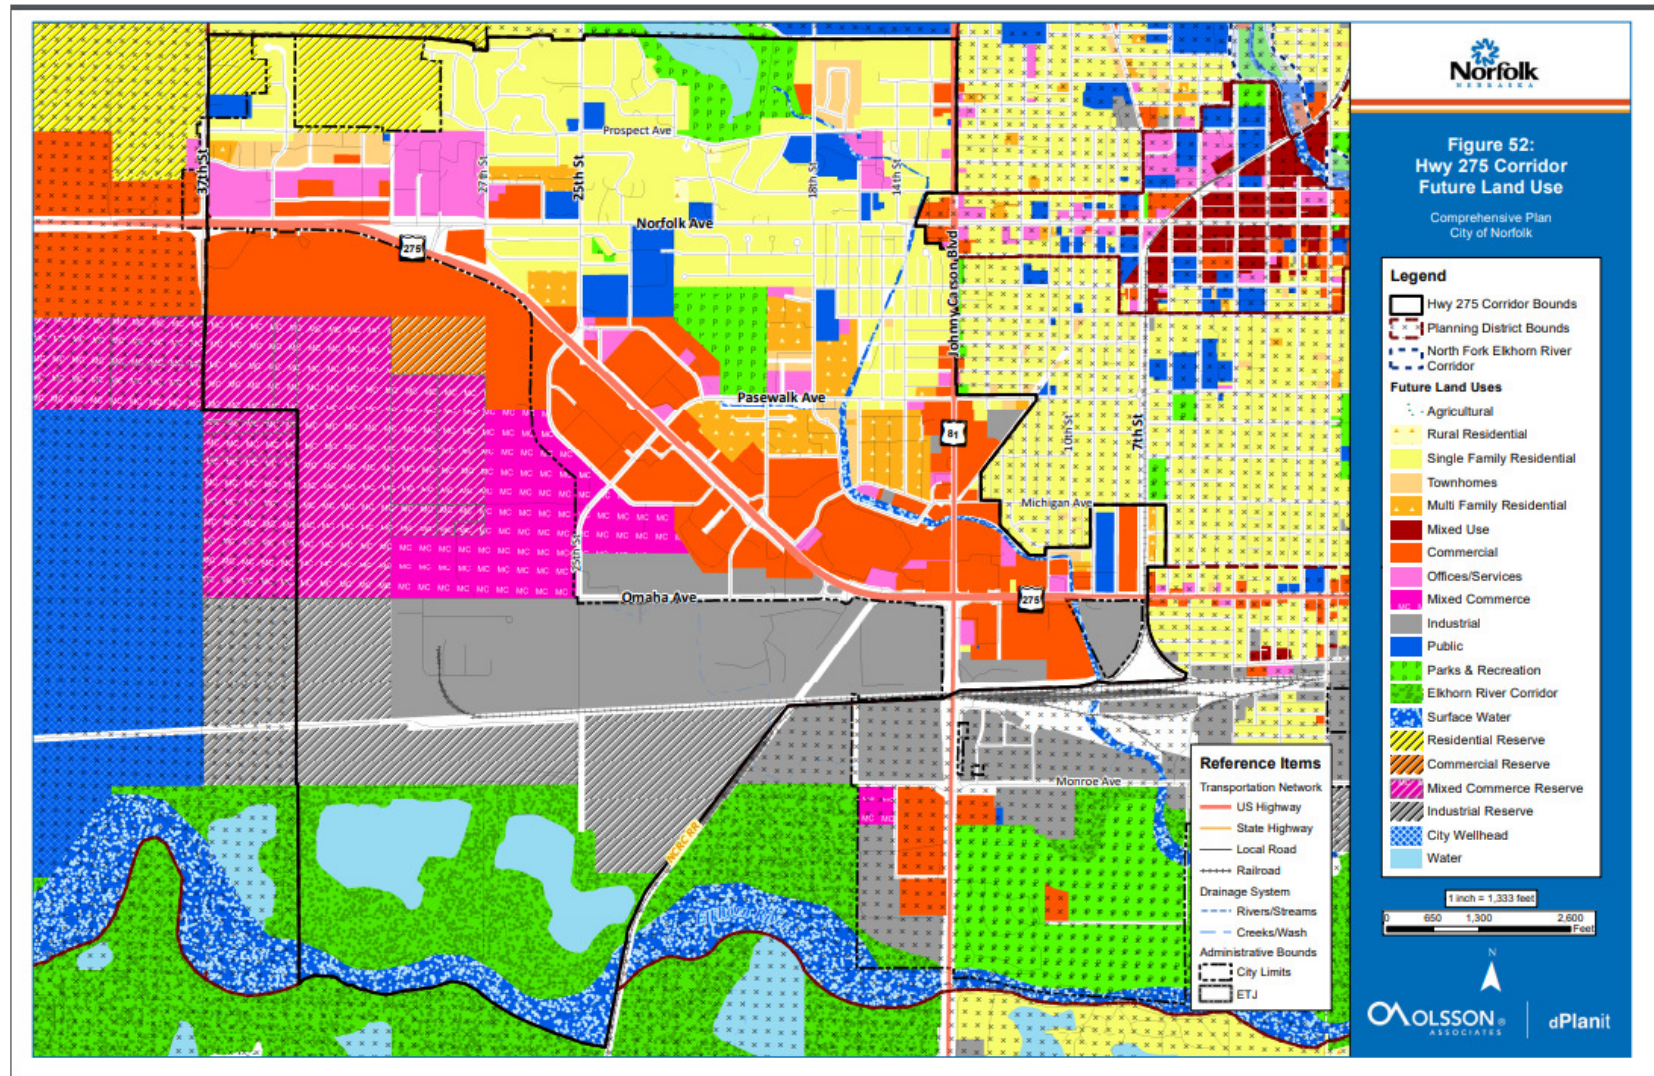 Norfolk
NEBRASKA
Figure 52:
Hwy 275 Corridor
Future Land Use
Comprehensive Plan
City of Norfolk
Legend
Hwy 275 Corridor Bounds
Planning District Bounds
North Fork Elkhorn River
Corridor
Future Land Uses
Agricultural
Rural Residential
Single Family Residential
Townhomes
Multi Family Residential
Mixed Use
Commercial
Offices/Services
Mixed Commerce
Industrial
Public
Parks & Recreation
Elkhorn River Corridor
Surface Water
Residential Reserve
Commercial Reserve
Mixed Commerce Reserve
Industrial Reserve
City Wellhead
Water
1 inch = 1,333 feet
0 650 1,300 2,600
Feet
N
OLSSON®
ASSOCIATES
dPlanit
Reference Items
Transportation Network
US Highway
State Highway
Local Road
Railroad
Drainage System
Rivers/Streams
Creeks/Wash
Administrative Bounds
City Limits
ETJ
Prospect Ave
37th St
27th St
25th St
18th St
14th St
Norfolk Ave
275
Johnny Carson Blvd
Pasewalk Ave
81
10th St
7th St
Michigan Ave
25th St
Omaha Ave
275
Monroe Ave
NCRC RR